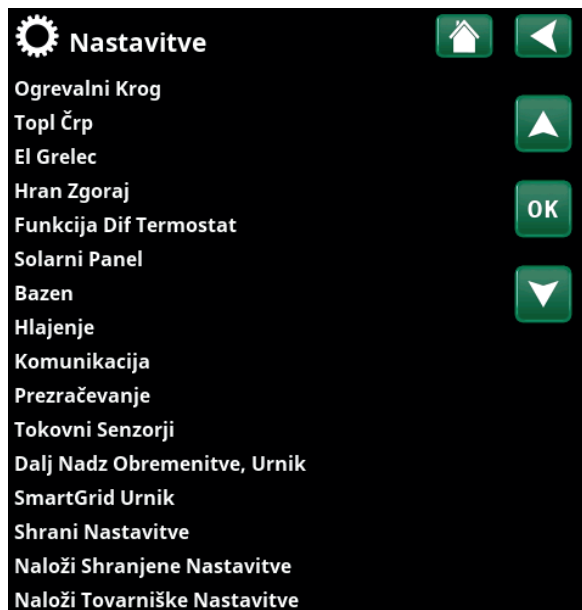 Nastavitve
Ogrevalni Krog
Topl Črp
El Grelec
Hran Zgoraj
Funkcija Dif Termostat
Solarni Panel
Bazen
Hlajenje
Komunikacija
Prezračevanje
Tokovni Senzorji
Dalj Nadz Obremenitve, Urnik
SmartGrid Urnik
Shrani Nastavitve
Naloži Shranjene Nastavitve
Naloži Tovarniške Nastavitve
OK